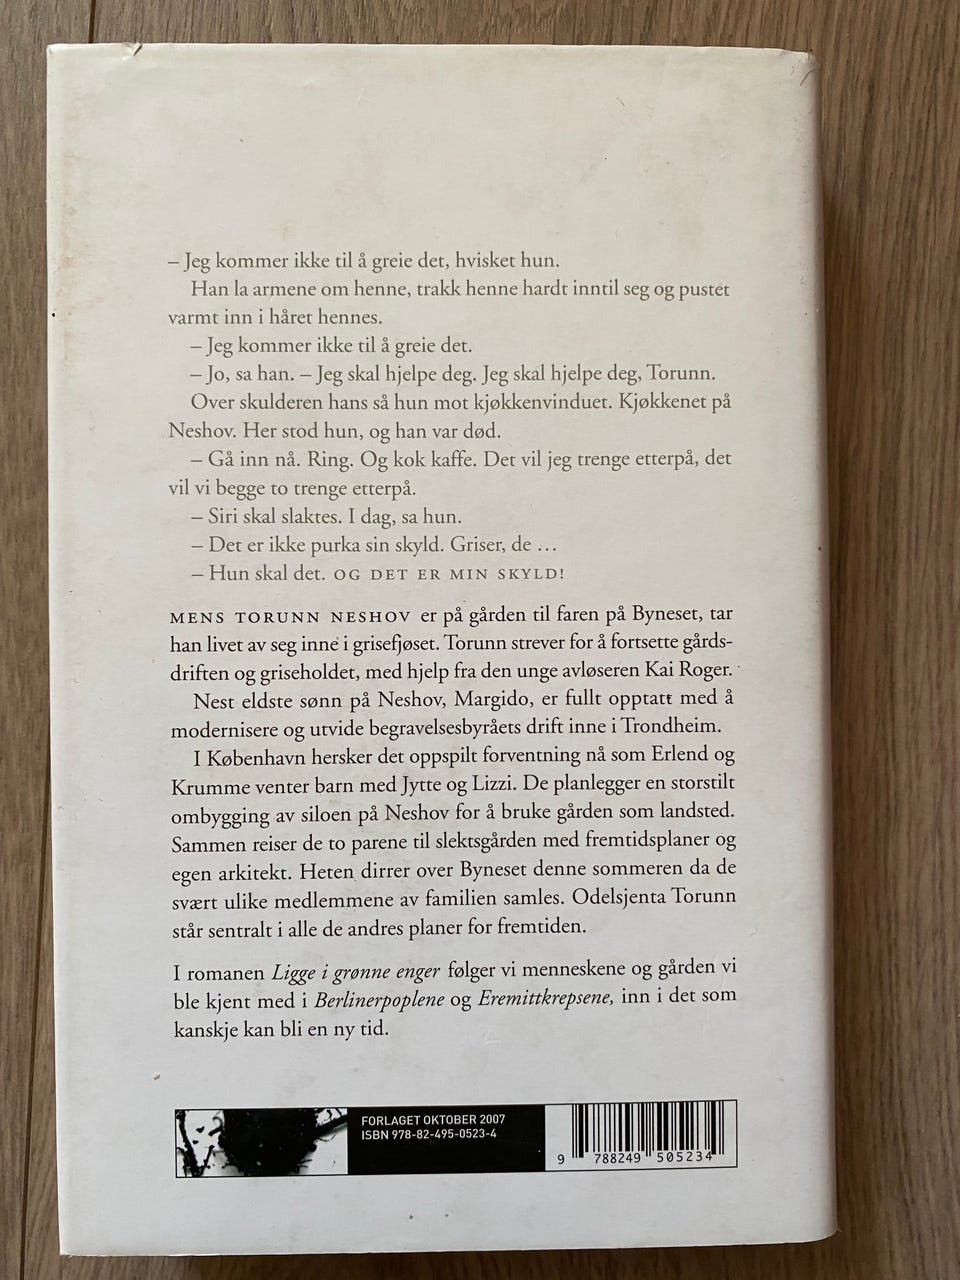 – Jeg kommer ikke til å greie det, hvisket hun.
Han la armene om henne, trakk henne hardt inntil seg og pustet
varmt inn i håret hennes.
– Jeg kommer ikke til å greie det.
– Jo, sa han. – Jeg skal hjelpe deg. Jeg skal hjelpe deg, Torunn.
Over skulderen hans så hun mot kjøkkenvinduet. Kjøkkenet på
Neshov. Her stod hun, og han var død.
– Gå inn nå. Ring. Og kok kaffe. Det vil jeg trenge etterpå, det
vil vi begge to trenge etterpå.
– Siri skal slaktes. I dag, sa hun.
– Det er ikke purka sin skyld. Griser, de …
– Hun skal det. OG DET ER MIN SKYLD!
MENS TORUNN NESHOV er på gården til faren på Byneset, tar
han livet av seg inne i grisefjøset. Torunn strever for å fortsette gårds-
driften og griseholdet, med hjelp fra den unge avløseren Kai Roger.
Nest eldste sønn på Neshov, Margido, er fullt opptatt med å
modernisere og utvide begravelsesbyråets drift inne i Trondheim.
I København hersker det oppspilt forventning nå som Erlend og
Krumme venter barn med Jytte og Lizzi. De planlegger en storstilt
ombygging av siloen på Neshov for å bruke gården som landsted.
Sammen reiser de to parene til slektsgården med fremtidsplaner og
egen arkitekt. Heten dirrer over Byneset denne sommeren da de
svært ulike medlemmene av familien samles. Odelsjenta Torunn
står sentralt i alle de andres planer for fremtiden.
I romanen Ligge i grønne enger følger vi menneskene og gården vi
ble kjent med i Berlinerpoplene og Eremittkrepsene, inn i det som
kanskje kan bli en ny tid.
FORLAGET OKTOBER 2007
ISBN 978-82-495-0523-4
9 788249 505234